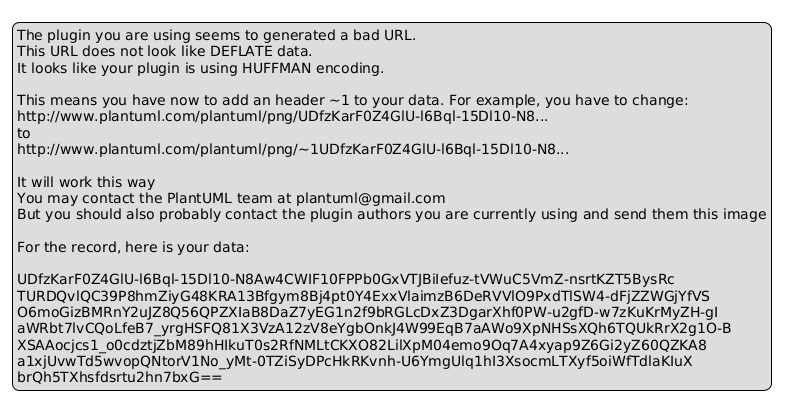 The plugin you are using seems to generated a bad URL.
This URL does not look like DEFLATE data.
It looks like your plugin is using HUFFMAN encoding.
This means you have now to add an header ~1 to your data. For example, you have to change:
http://www.plantuml.com/plantuml/png/UDfzKarF0Z4GlU-l6Bql-15Dl10-N8...
to
http://www.plantuml.com/plantuml/png/~1UDfzKarF0Z4GlU-l6Bql-15Dl10-N8...
It will work this way
You may contact the PlantUML team at plantuml@gmail.com
But you should also probably contact the plugin authors you are currently using and send them this image
For the record, here is your data:
UDfzKarF0Z4GlU-l6Bql-15Dl10-N8Aw4CWIF10FPPb0GxVTJBiIefuz-tVWuC5VmZ-nsrtKZT5BysRc
TURDQvlQC39P8hmZiyG48KRA13Bfgym8Bj4pt0Y4ExxVlaimzB6DeRVVlO9PxdTlSW4-dFjZZWGjYfVS
O6moGizBMRnY2uJZ8Q56QPZXIaB8DaZ7yEG1n2f9bRGLcDxZ3DgarXhf0PW-u2gfD-w7zKuKrMyZH-gI
aWRbt7lvCQoLfeB7_yrgHSFQ81X3VzA12zV8eYgbOnkJ4W99EqB7aAWo9XpNHSsXQh6TQUkRrX2g1O-B
XSAAocjcs1_o0cdztjZbM89hHIkuT0s2RfNMLtCKXO82LilXpM04emo9Oq7A4xyap9Z6Gi2yZ60QZKA8
a1xjUvwTd5wvopQNtorV1No_yMt-0TZiSyDPcHkRKvnh-U6YmgUlq1hI3XsocmLTXyf5oiWfTdlaKIuX
brQh5TXhsfdsrtu2hn7bxG==